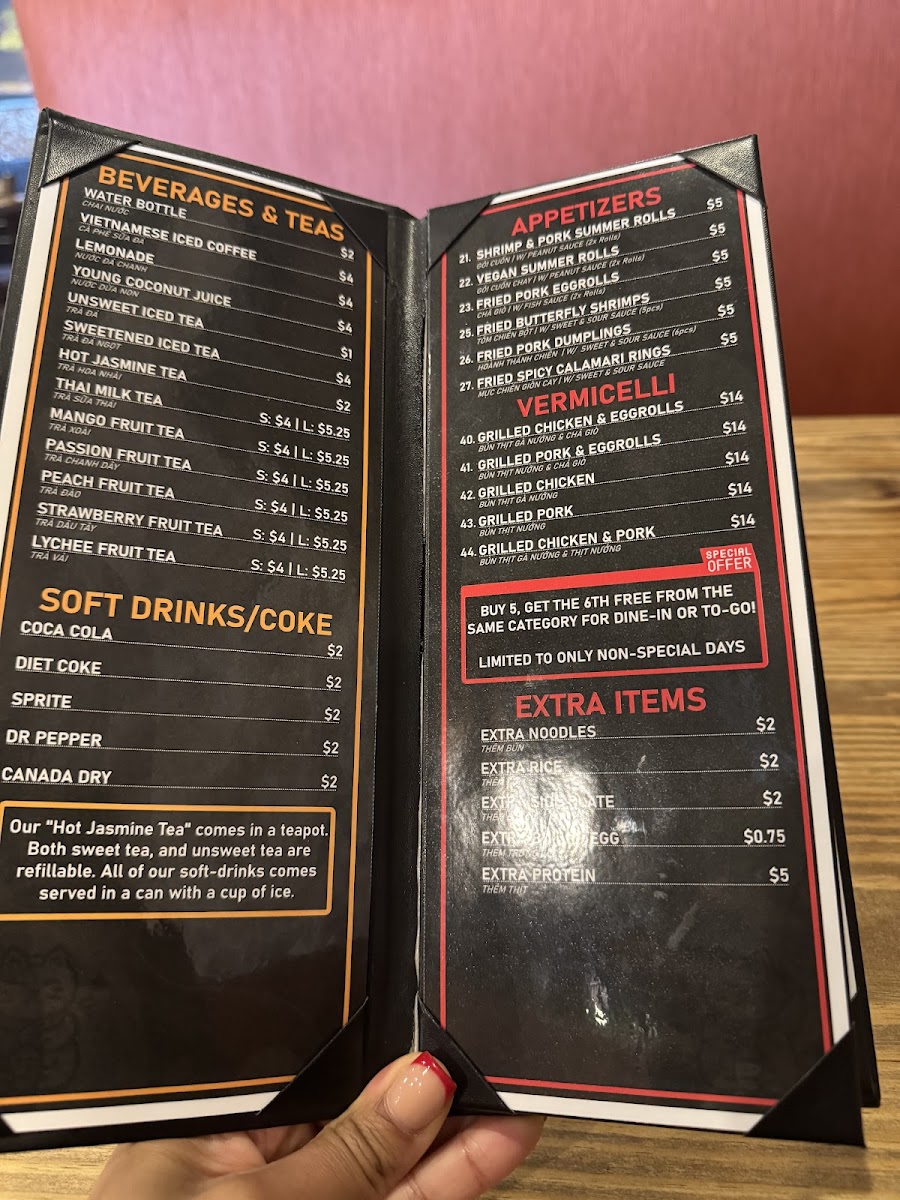 BEVERAGES & TEAS
WATER BOTTLE $2
CHAI NƯỚC
VIETNAMESE ICED COFFEE $4
CÀ PHÊ SỮA ĐÁ
LEMONADE $4
NƯỚC ĐÁ CHANH
YOUNG COCONUT JUICE $4
NƯỚC DỪA NON
UNSWEET ICED TEA $1
TRÀ ĐÁ
SWEETENED ICED TEA $4
TRÀ ĐÁ NGỌT
HOT JASMINE TEA $2
TRÀ HOA NHÀI
THAI MILK TEA S: $4 | L: $5.25
TRÀ SỮA THÁI
MANGO FRUIT TEA S: $4 | L: $5.25
TRÀ XOÀI
PASSION FRUIT TEA S: $4 | L: $5.25
TRÀ CHANH DÂY
PEACH FRUIT TEA S: $4 | L: $5.25
TRÀ ĐÀO
STRAWBERRY FRUIT TEA S: $4 | L: $5.25
TRÀ DÂU TÂY
LYCHEE FRUIT TEA S: $4 | L: $5.25
TRÀ VẢI
SOFT DRINKS/COKE
COCA COLA $2
DIET COKE $2
SPRITE $2
DR PEPPER $2
CANADA DRY $2
Our "Hot Jasmine Tea" comes in a teapot.
Both sweet tea, and unsweet tea are
refillable. All of our soft-drinks comes
served in a can with a cup of ice.
APPETIZERS
21. SHRIMP & PORK SUMMER ROLLS $5
GỎI CUỐN | W/ PEANUT SAUCE (2x Rolls)
22. VEGAN SUMMER ROLLS $5
GỎI CUỐN CHAY | W/ PEANUT SAUCE (2x Rolls)
23. FRIED PORK EGGROLLS $5
CHẢ GIÒ | W/ FISH SAUCE (2x Rolls)
25. FRIED BUTTERFLY SHRIMPS $5
TÔM CHIÊN BỘT | W/ SWEET & SOUR SAUCE (5pcs)
26. FRIED PORK DUMPLINGS $5
HOÀNH THÁNH CHIÊN | W/ SWEET & SOUR SAUCE (6pcs)
27. FRIED SPICY CALAMARI RINGS $5
MỰC CHIÊN GIÒN CAY | W/ SWEET & SOUR SAUCE
VERMICELLI
40. GRILLED CHICKEN & EGGROLLS $14
BÚN THỊT GÀ NƯỚNG & CHẢ GIÒ
41. GRILLED PORK & EGGROLLS $14
BÚN THỊT NƯỚNG & CHẢ GIÒ
42. GRILLED CHICKEN $14
BÚN THỊT GÀ NƯỚNG
43. GRILLED PORK $14
BÚN THỊT NƯỚNG
44. GRILLED CHICKEN & PORK $14
BÚN THỊT GÀ NƯỚNG & THỊT NƯỚNG
SPECIAL
OFFER
BUY 5, GET THE 6TH FREE FROM THE
SAME CATEGORY FOR DINE-IN OR TO-GO!
LIMITED TO ONLY NON-SPECIAL DAYS
EXTRA ITEMS
EXTRA NOODLES $2
THÊM BÚN
EXTRA RICE $2
EXTRA SIDE PLATE $2
EXTRA EGG $0.75
EXTRA PROTEIN $5
THÊM THỊT